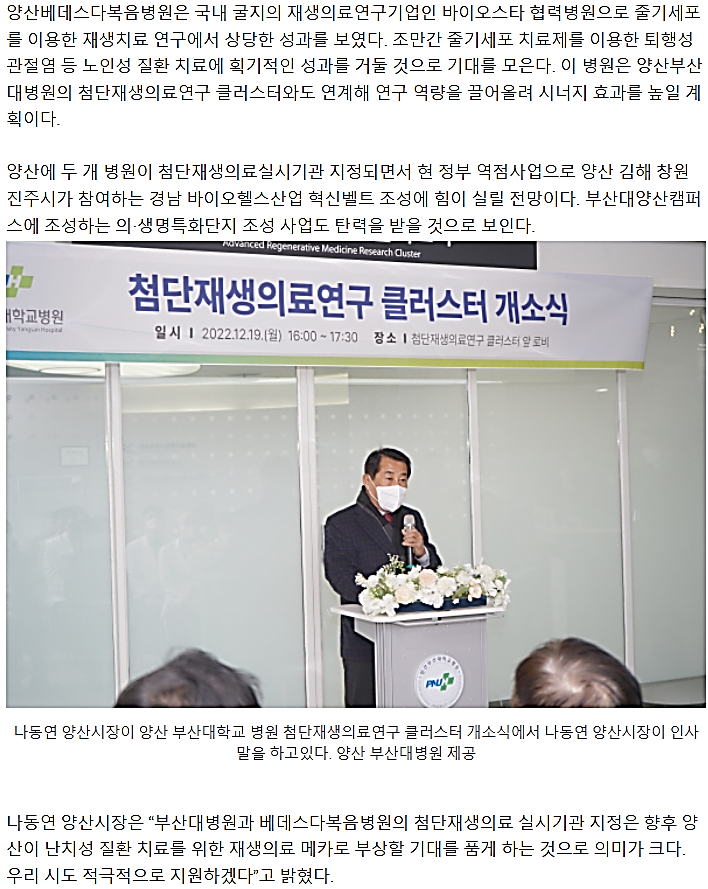 양산베데스다복음병원은 국내 굴지의 재생의료연구기업인 바이오스타 협력병원으로 줄기세포
를 이용한 재생치료 연구에서 상당한 성과를 보였다. 조만간 줄기세포 치료제를 이용한 퇴행성
관절염 등 노인성 질환 치료에 획기적인 성과를 거둘 것으로 기대를 모은다. 이 병원은 양산부산
대병원의 첨단재생의료연구 클러스터와도 연계해 연구 역량을 끌어올려 시너지 효과를 높일 계
획이다.
양산에 두 개 병원이 첨단재생의료실시기관 지정되면서 현 정부 역점사업으로 양산 김해 창원
진주시가 참여하는 경남 바이오헬스산업 혁신벨트 조성에 힘이 실릴 전망이다. 부산대양산캠퍼
스에 조성하는 의·생명특화단지 조성 사업도 탄력을 받을 것으로 보인다.
Advanced Regenerative Medicine Research Cluster
첨단재생의료연구 클러스터 개소식
대학교병원
일시 I 2022.12.19.(월) 16:00 ~ 17:30 장소 I 첨단재생의료연구 클러스터 앞 로비
PNU
나동연 양산시장이 양산 부산대학교 병원 첨단재생의료연구 클러스터 개소식에서 나동연 양산시장이 인사
말을 하고있다. 양산 부산대병원 제공
나동연 양산시장은 “부산대병원과 베데스다복음병원의 첨단재생의료 실시기관 지정은 향후 양
산이 난치성 질환 치료를 위한 재생의료 메카로 부상할 기대를 품게 하는 것으로 의미가 크다.
우리 시도 적극적으로 지원하겠다”고 밝혔다.